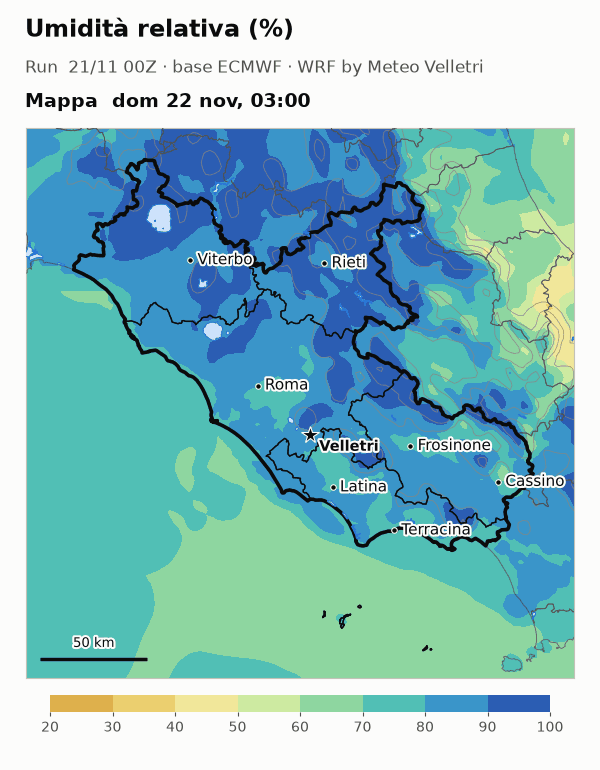 Umidità relativa (%)
Run  21/11 00Z · base ECMWF · WRF by Meteo Velletri
Mappa  dom 22 nov, 03:00
Viterbo
Rieti
Roma
Velletri
Frosinone
Cassino
Latina
Terracina
50 km
20 30 40 50 60 70 80 90 100